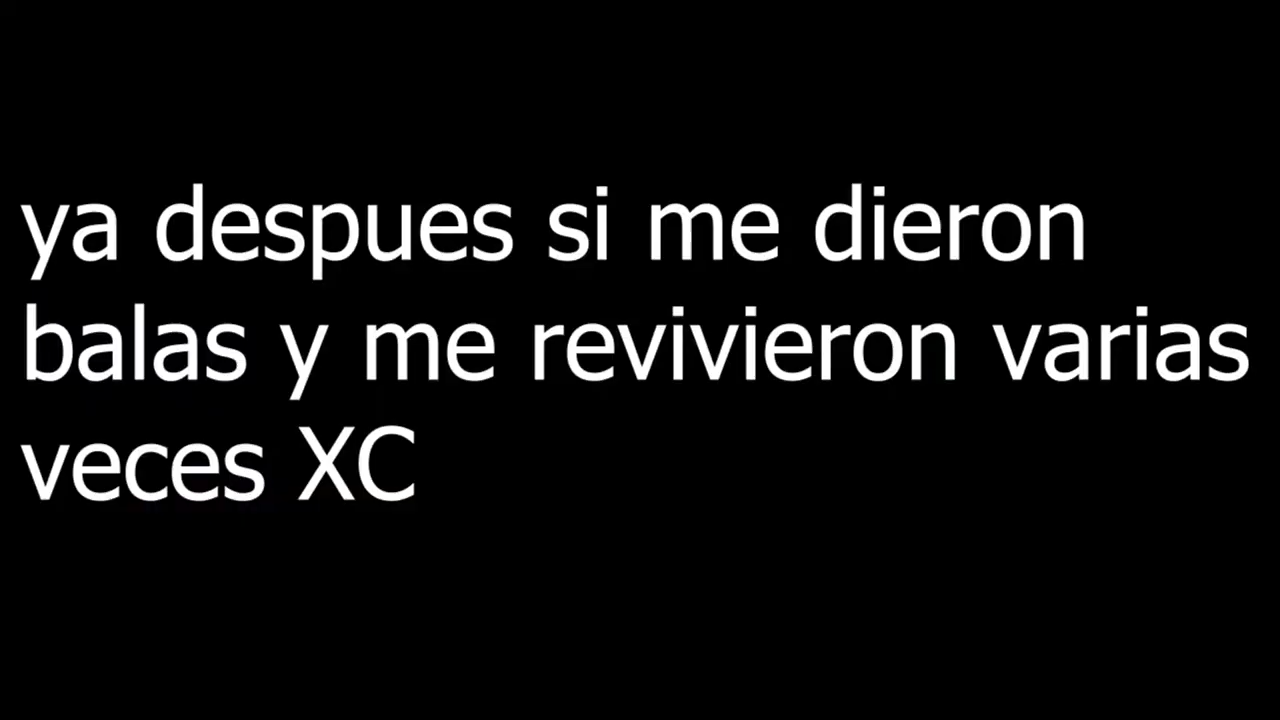 ya despues si me dieron
balas y me revivieron varias
veces XC